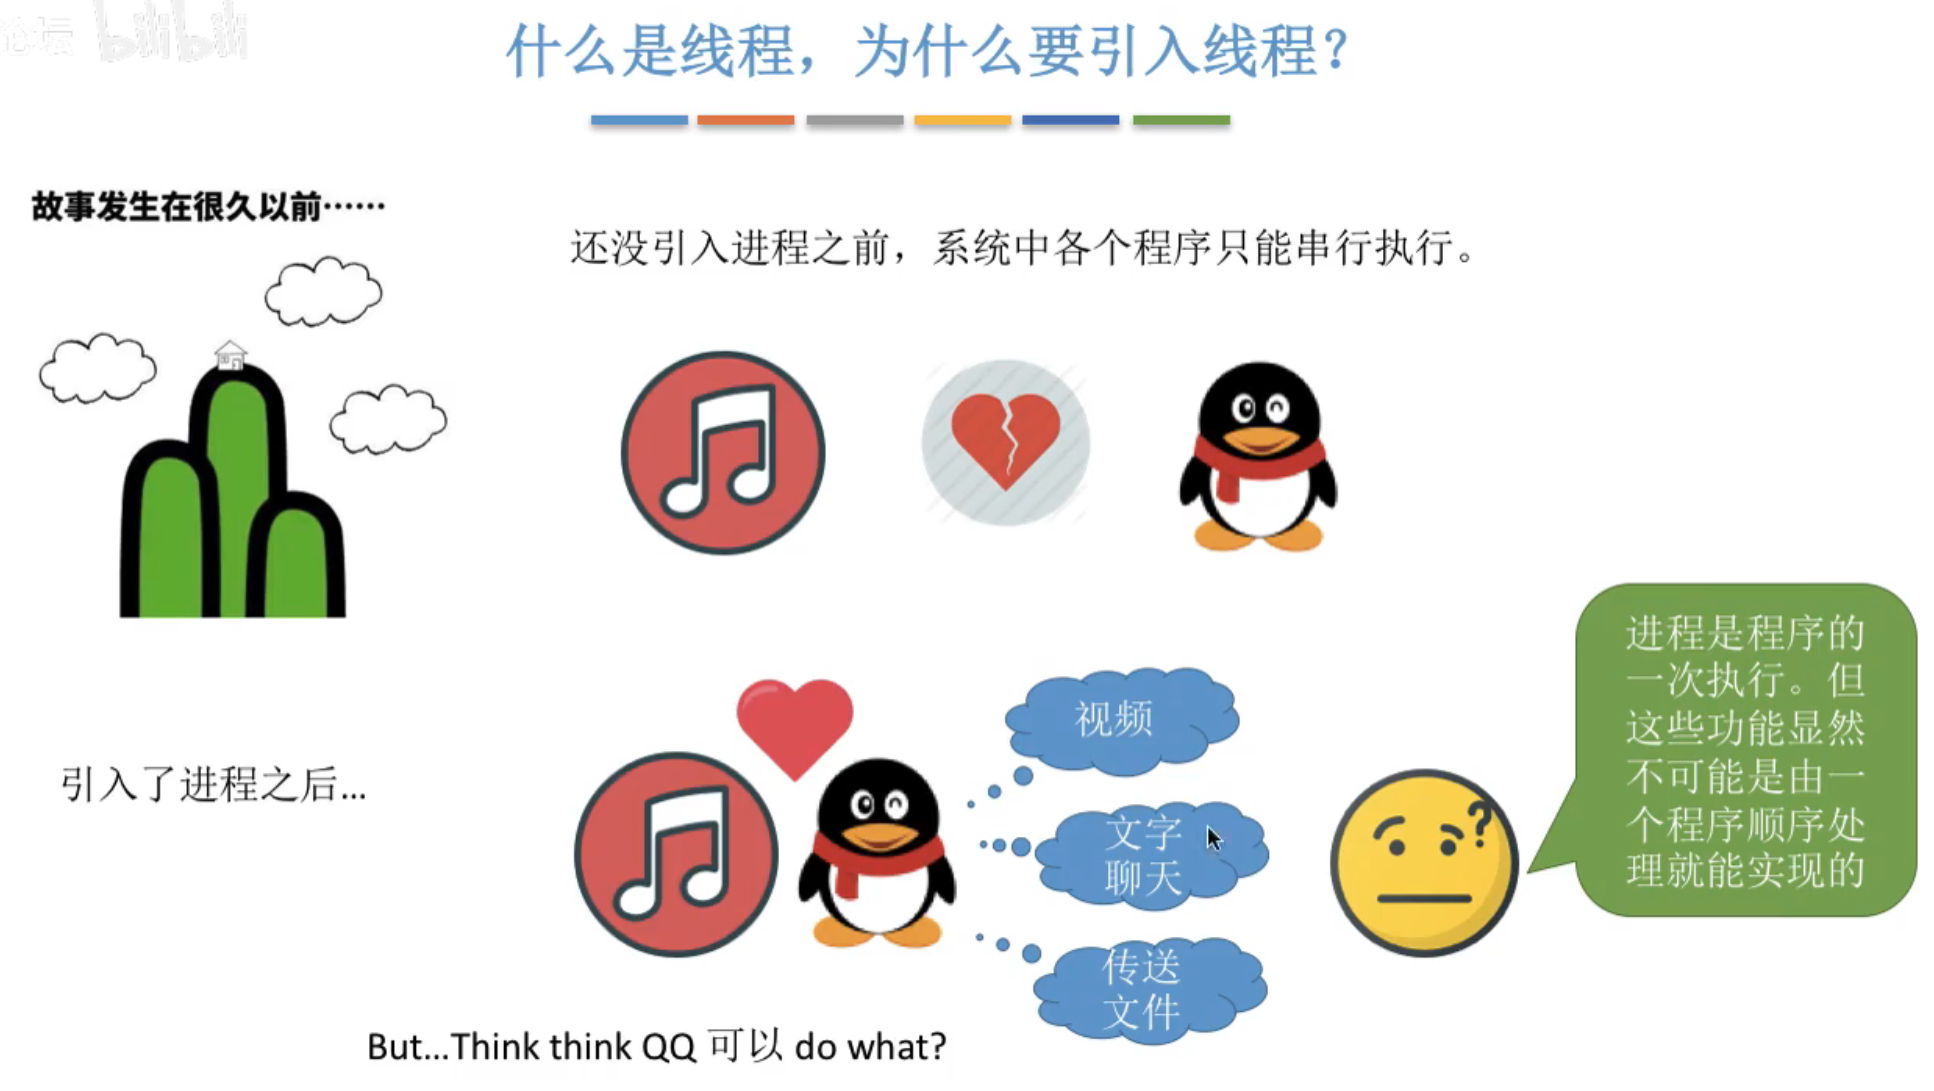 论坛 bilibili
什么是线程，为什么要引入线程？
故事发生在很久以前……
还没引入进程之前，系统中各个程序只能串行执行。
引入了进程之后...
视频
文字
聊天
传送
文件
?
进程是程序的
一次执行。但
这些功能显然
不可能是由一
个程序顺序处
理就能实现的
But...Think think QQ 可以 do what?